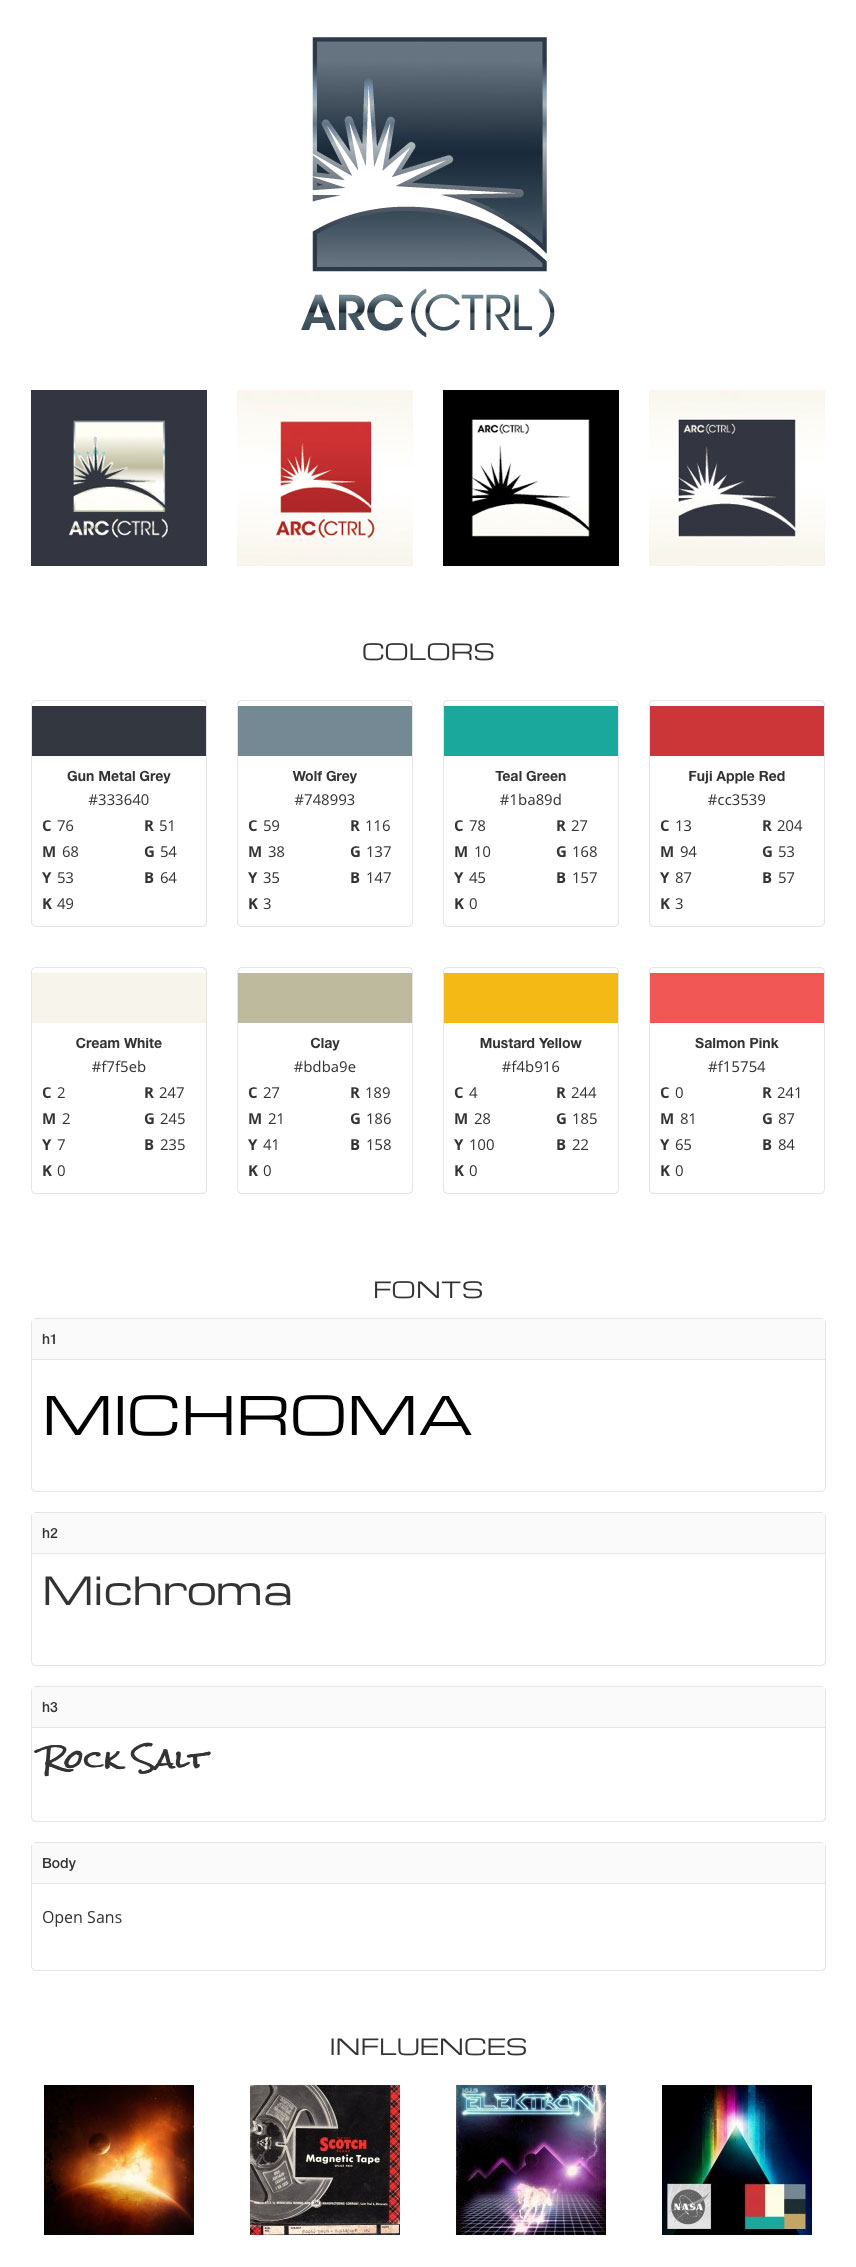 ARC(CTRL)
ARC(CTRL)
ARC(CTRL)
ARC(CTRL)
ARC(CTRL)
COLORS
Gun Metal Grey
#333640
C 76 R 51
M 68 G 54
Y 53 B 64
K 49
Wolf Grey
#748993
C 59 R 116
M 38 G 137
Y 35 B 147
K 3
Teal Green
#1ba89d
C 78 R 27
M 10 G 168
Y 45 B 157
K 0
Fuji Apple Red
#cc3539
C 13 R 204
M 94 G 53
Y 87 B 57
K 3
Cream White
#f7f5eb
C 2 R 247
M 2 G 245
Y 7 B 235
K 0
Clay
#bdba9e
C 27 R 189
M 21 G 186
Y 41 B 158
K 0
Mustard Yellow
#f4b916
C 4 R 244
M 28 G 185
Y 100 B 22
K 0
Salmon Pink
#f15754
C 0 R 241
M 81 G 87
Y 65 B 84
K 0
FONTS
h1
MICHROMA
h2
Michroma
h3
Rock Salt
Body
Open Sans
INFLUENCES
SCOTCH
Magnetic Tape
ELEKTRON
NASA